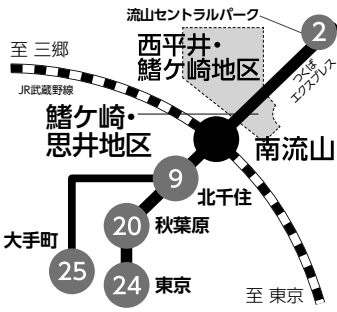 流山セントラルパーク
2
至 三郷
西平井・
鰭ケ崎地区
つくば
エクスプレス
JR武蔵野線
鰭ケ崎・
思井地区
南流山
9
北千住
20
秋葉原
大手町
25
24
東京
至 東京